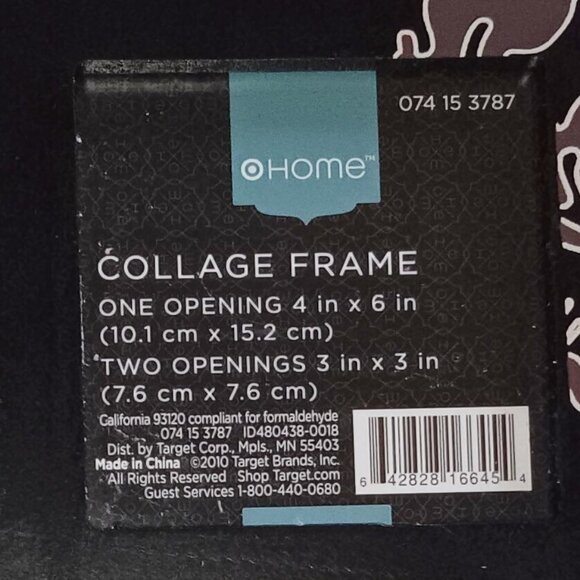 074 15 3787
HOME™
COLLAGE FRAME
ONE OPENING 4 in x 6 in
(10.1 cm x 15.2 cm)
TWO OPENINGS 3 in x 3 in
(7.6 cm x 7.6 cm)
California 93120 compliant for formaldehyde
074 15 3787 ID480438-0018
Dist. by Target Corp., Mpls., MN 55403
Made in China ©2010 Target Brands, Inc.
All Rights Reserved Shop Target.com
Guest Services 1-800-440-0680
6 42828 16645 4